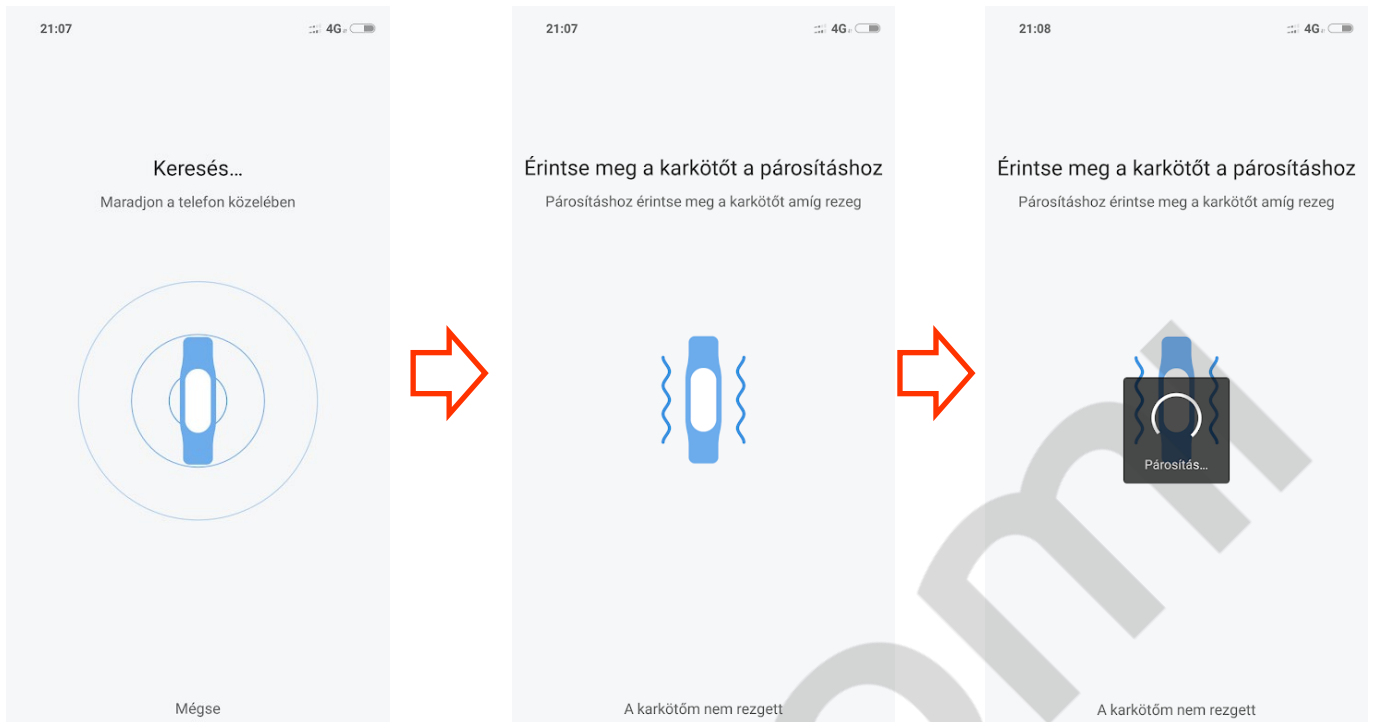 21:07
4G
Keresés...
Maradjon a telefon közelében
Mégse
21:07
4G
Érintse meg a karkötőt a párosításhoz
Párosításhoz érintse meg a karkötőt amíg rezeg
A karkötőm nem rezgett
21:08
4G
Érintse meg a karkötőt a párosításhoz
Párosításhoz érintse meg a karkötőt amíg rezeg
Párosítás...
A karkötőm nem rezgett